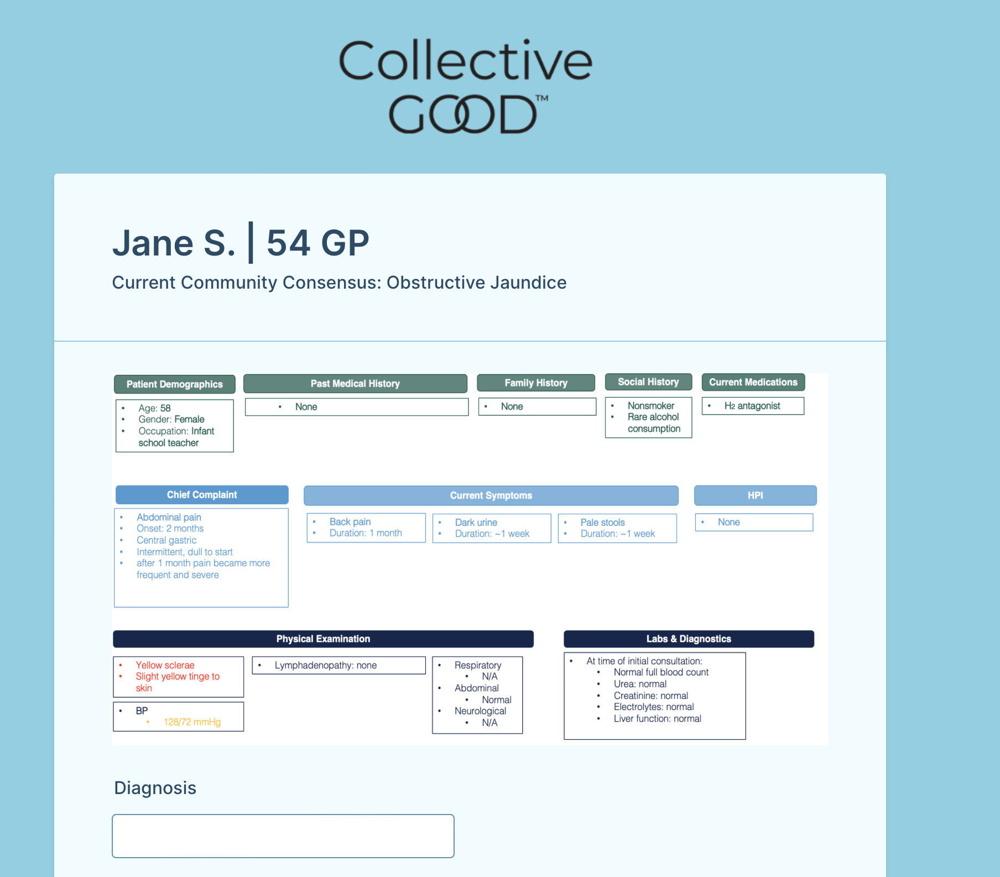 Collective
GOOD™
Jane S. | 54 GP
Current Community Consensus: Obstructive Jaundice
Patient Demographics
• Age: 58
• Gender: Female
• Occupation: Infant
school teacher
Past Medical History
• None
Family History
• None
Social History
• Nonsmoker
• Rare alcohol
consumption
Current Medications
• H2 antagonist
Chief Complaint
• Abdominal pain
• Onset: 2 months
• Central gastric
• Intermittent, dull to start
• after 1 month pain became more
frequent and severe
Current Symptoms
• Back pain
• Duration: 1 month
• Dark urine
• Duration: ~1 week
• Pale stools
• Duration: ~1 week
HPI
• None
Physical Examination
• Yellow sclerae
• Slight yellow tinge to
skin
• BP
• 128/72 mmHg
• Lymphadenopathy: none
• Respiratory
• N/A
• Abdominal
• Normal
• Neurological
• N/A
Labs & Diagnostics
• At time of initial consultation:
• Normal full blood count
• Urea: normal
• Creatinine: normal
• Electrolytes: normal
• Liver function: normal
Diagnosis